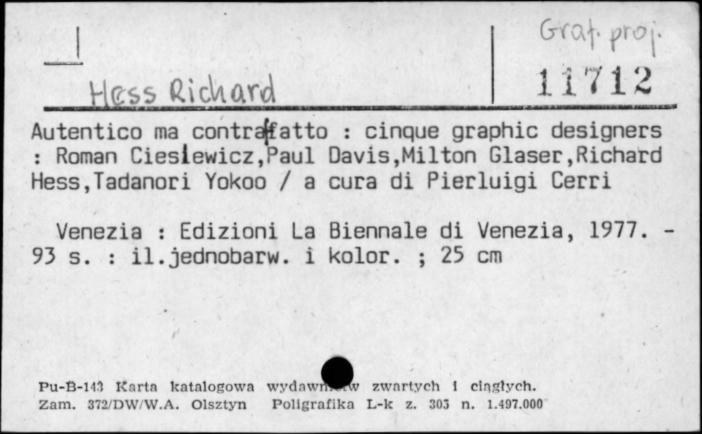 Graf. proj.
11712
Hess Richard
Autentico ma contraffatto : cinque graphic designers
: Roman Cieslewicz,Paul Davis,Milton Glaser,Richard
Hess,Tadanori Yokoo / a cura di Pierluigi Cerri
Venezia : Edizioni La Biennale di Venezia, 1977. -
93 s. : il.jednobarw. i kolor. ; 25 cm
Pu-B-143 Karta katalogowa wydawnictw zwartych i ciągłych.
Zam. 372/DW/W.A. Olsztyn Poligrafika L-k z. 303 n. 1.497.000